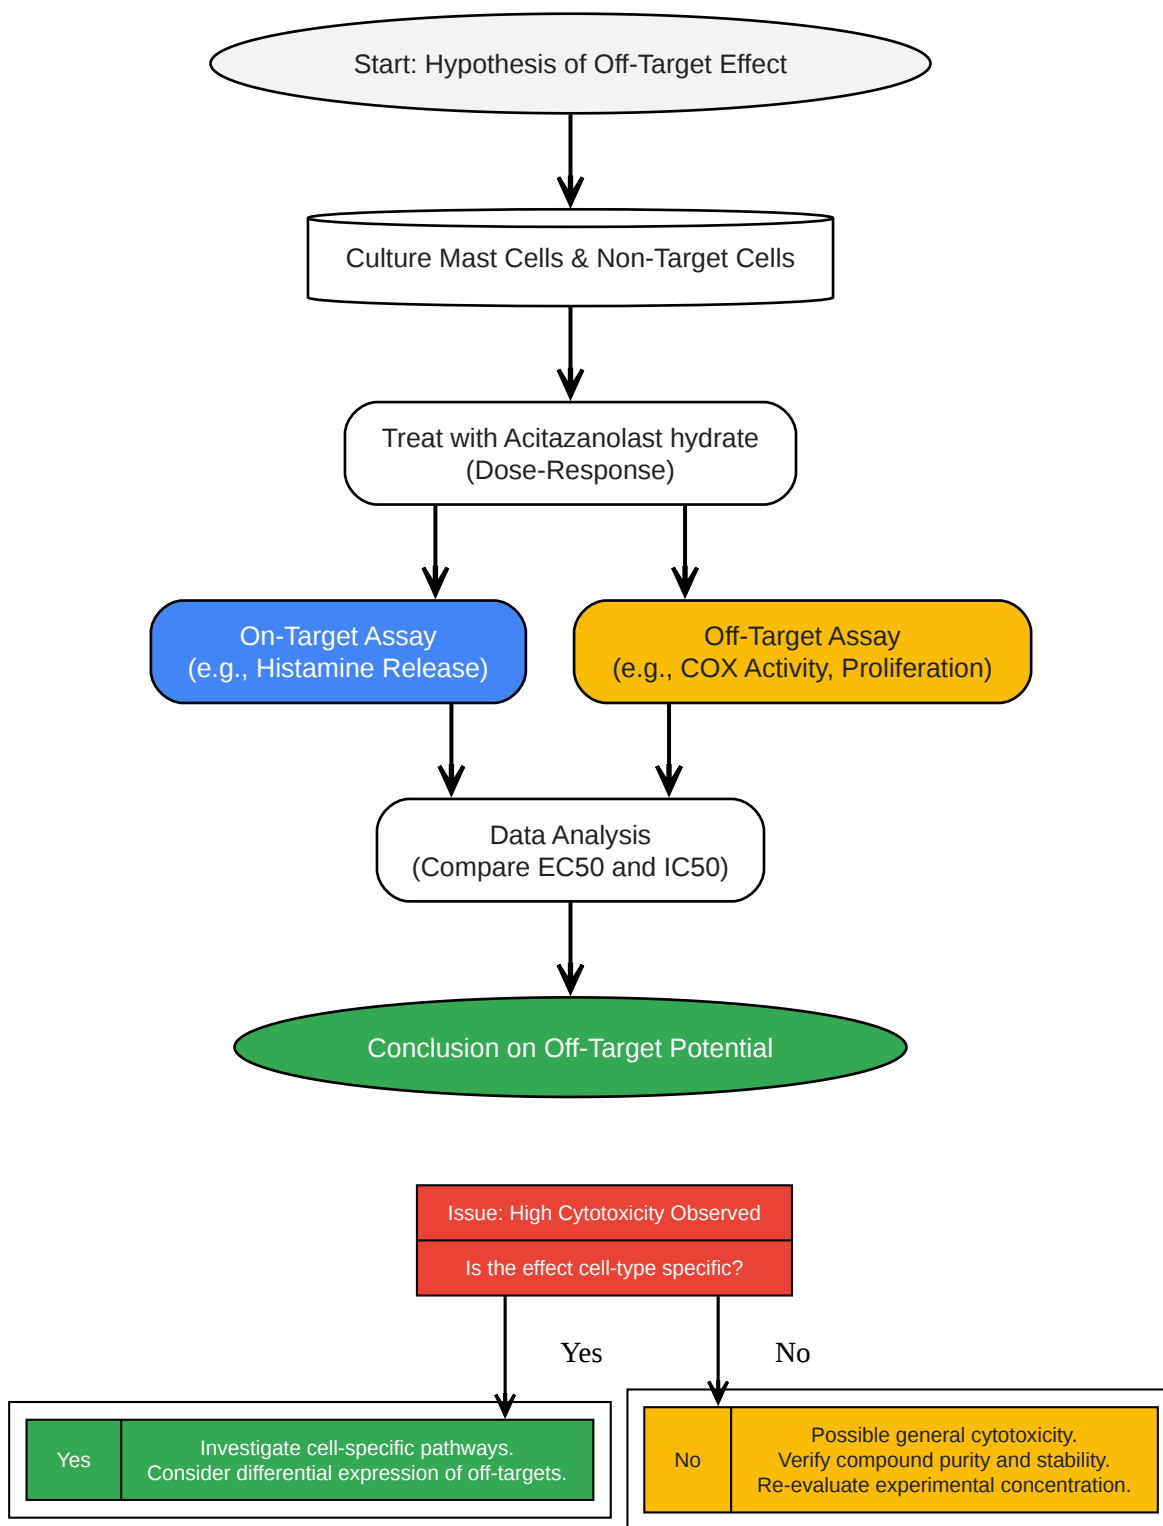 Start: Hypothesis of Off-Target Effect
Culture Mast Cells & Non-Target Cells
Treat with Acitazanolast hydrate
(Dose-Response)
On-Target Assay
(e.g., Histamine Release)
Off-Target Assay
(e.g., COX Activity, Proliferation)
Data Analysis
(Compare EC50 and IC50)
Conclusion on Off-Target Potential
Issue: High Cytotoxicity Observed
Is the effect cell-type specific?
Yes
No
Yes
Investigate cell-specific pathways.
Consider differential expression of off-targets.
No
Possible general cytotoxicity.
Verify compound purity and stability.
Re-evaluate experimental concentration.